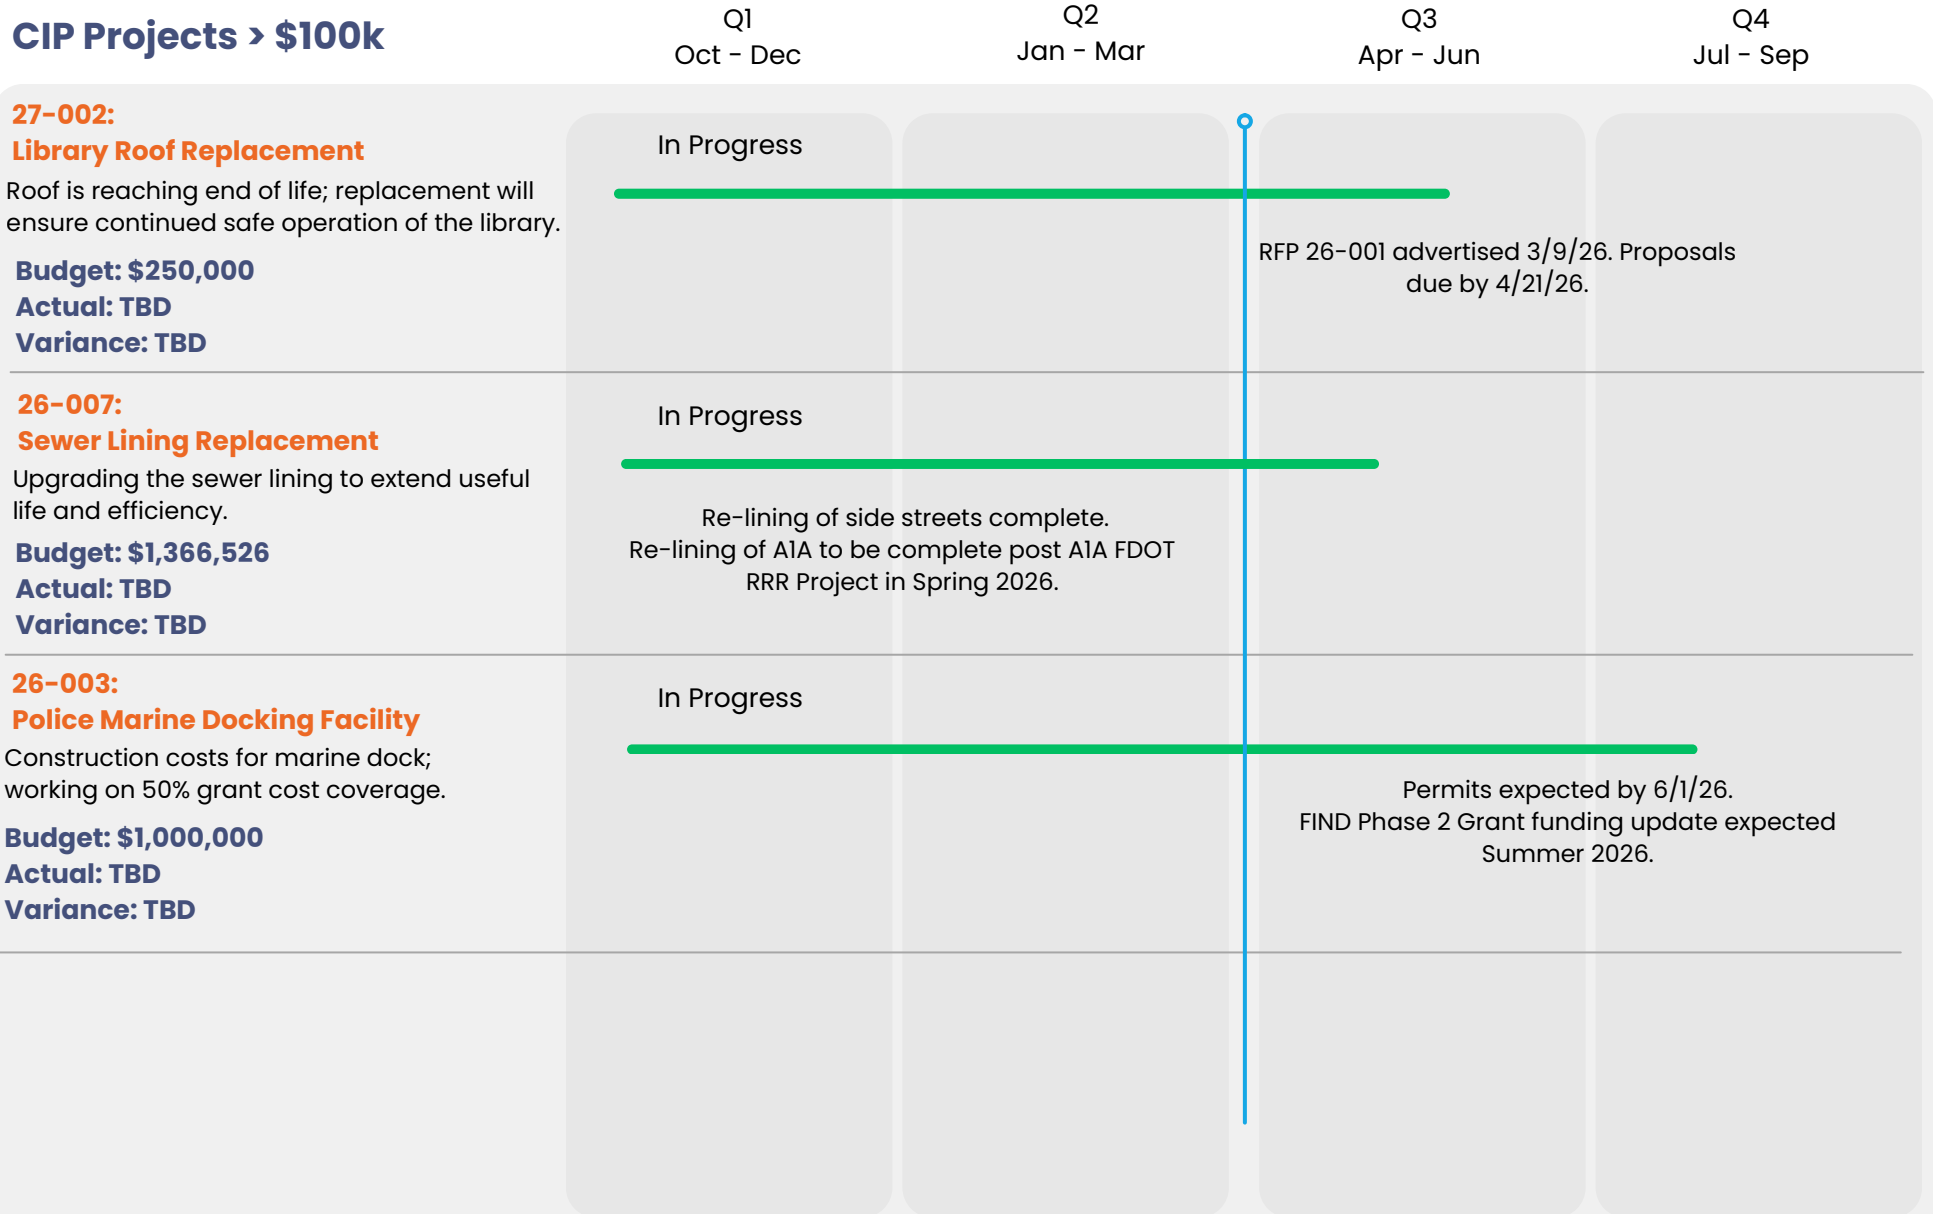 CIP Projects > $100k
Q1
Oct - Dec
Q2
Jan - Mar
Q3
Apr - Jun
Q4
Jul - Sep
27-002:
Library Roof Replacement
Roof is reaching end of life; replacement will
ensure continued safe operation of the library.
Budget: $250,000
Actual: TBD
Variance: TBD
In Progress
RFP 26-001 advertised 3/9/26. Proposals
due by 4/21/26.
26-007:
Sewer Lining Replacement
Upgrading the sewer lining to extend useful
life and efficiency.
Budget: $1,366,526
Actual: TBD
Variance: TBD
In Progress
Re-lining of side streets complete.
Re-lining of A1A to be complete post A1A FDOT
RRR Project in Spring 2026.
26-003:
Police Marine Docking Facility
Construction costs for marine dock;
working on 50% grant cost coverage.
Budget: $1,000,000
Actual: TBD
Variance: TBD
In Progress
Permits expected by 6/1/26.
FIND Phase 2 Grant funding update expected
Summer 2026.